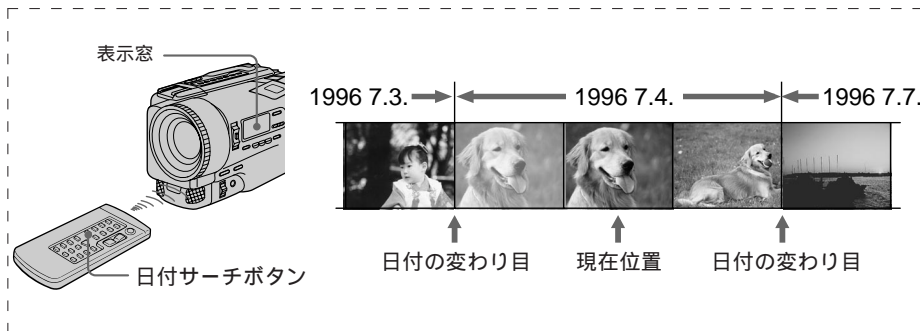 表示窓
1996 7.3.
1996 7.4.
1996 7.7.
日付の変わり目
現在位置
日付の変わり目
日付サーチボタン